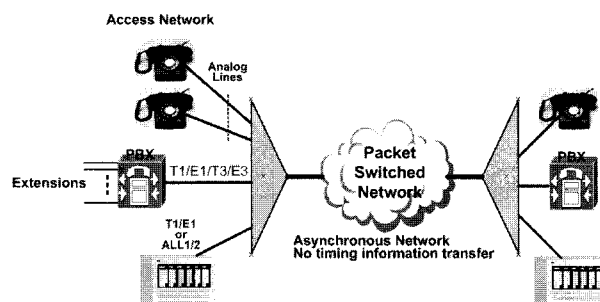 Access Network
Analog
Lines
PBX
T1/E1/T3/E3
Extensions
T1/E1
or
ALL1/2
Packet
Switched
Network
Asynchronous Network
No timing information transfer
PBX